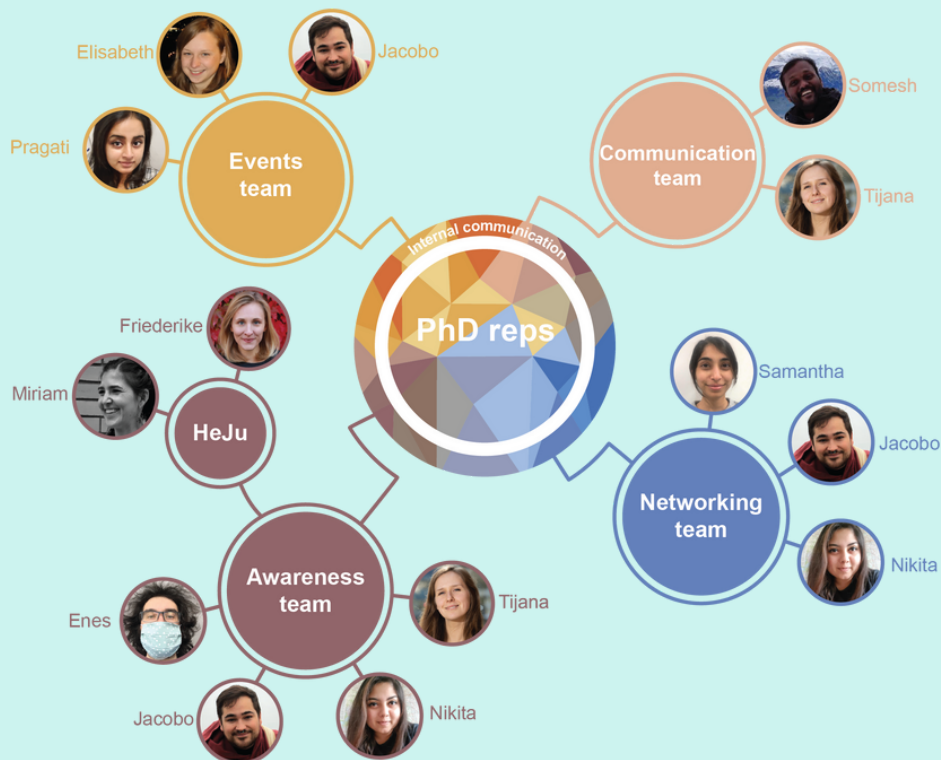 Elisabeth
Jacobo
Pragati
Events
team
Somesh
Communication
team
Tijana
Internal communication
PhD reps
Friederike
Miriam
HeJu
Samantha
Jacobo
Networking
team
Nikita
Awareness
team
Enes
Tijana
Jacobo
Nikita